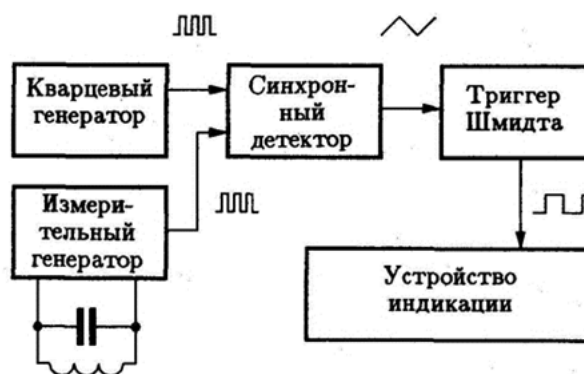 Кварцевый
генератор
Синхрон-
ный
детектор
Триггер
Шмидта
Измери-
тельный
генератор
Устройство
индикации